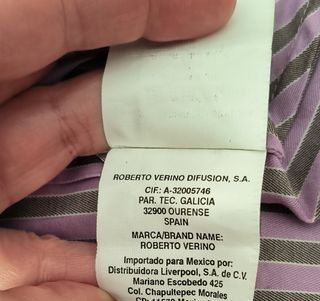 ROBERTO VERINO DIFUSION, S.A.
CIF: A-32005746
PAR. TEC. GALICIA
32900 OURENSE
SPAIN
MARCA/BRAND NAME:
ROBERTO VERINO
Importado para Mexico por:
Distribuidora Liverpool, S.A. de C.V.
Mariano Escobedo 425
Col. Chapultepec Morales